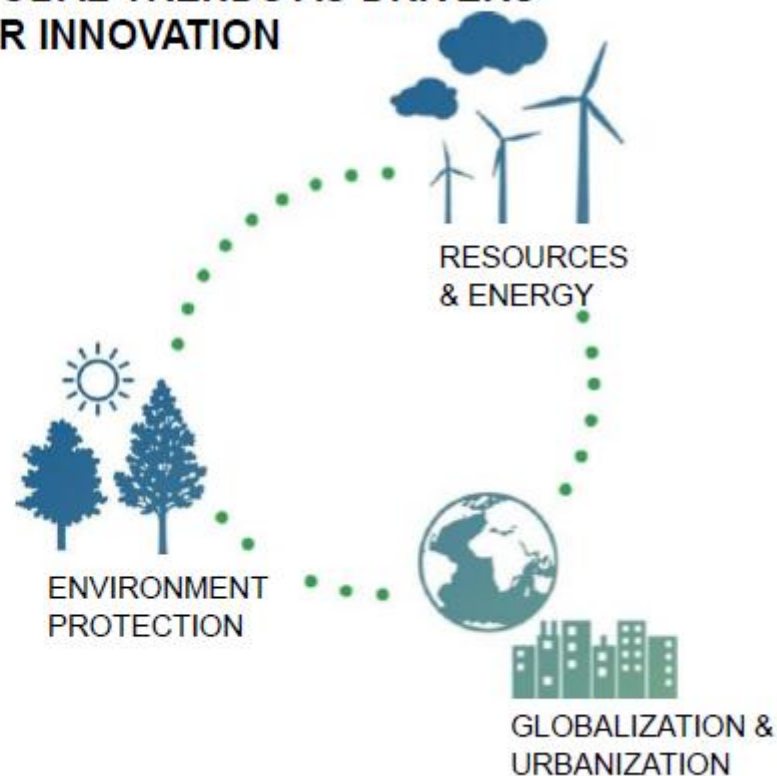 R INNOVATION
RESOURCES
& ENERGY
ENVIRONMENT
PROTECTION
GLOBALIZATION &
URBANIZATION